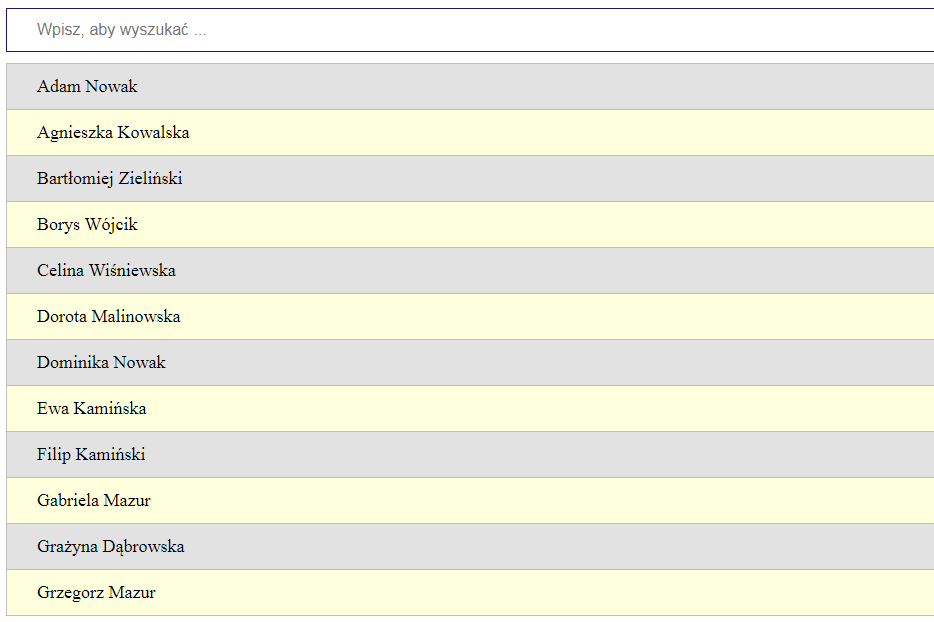 Wpisz, aby wyszukać ...
Adam Nowak
Agnieszka Kowalska
Bartłomiej Zieliński
Borys Wójcik
Celina Wiśniewska
Dorota Malinowska
Dominika Nowak
Ewa Kamińska
Filip Kamiński
Gabriela Mazur
Grażyna Dąbrowska
Grzegorz Mazur